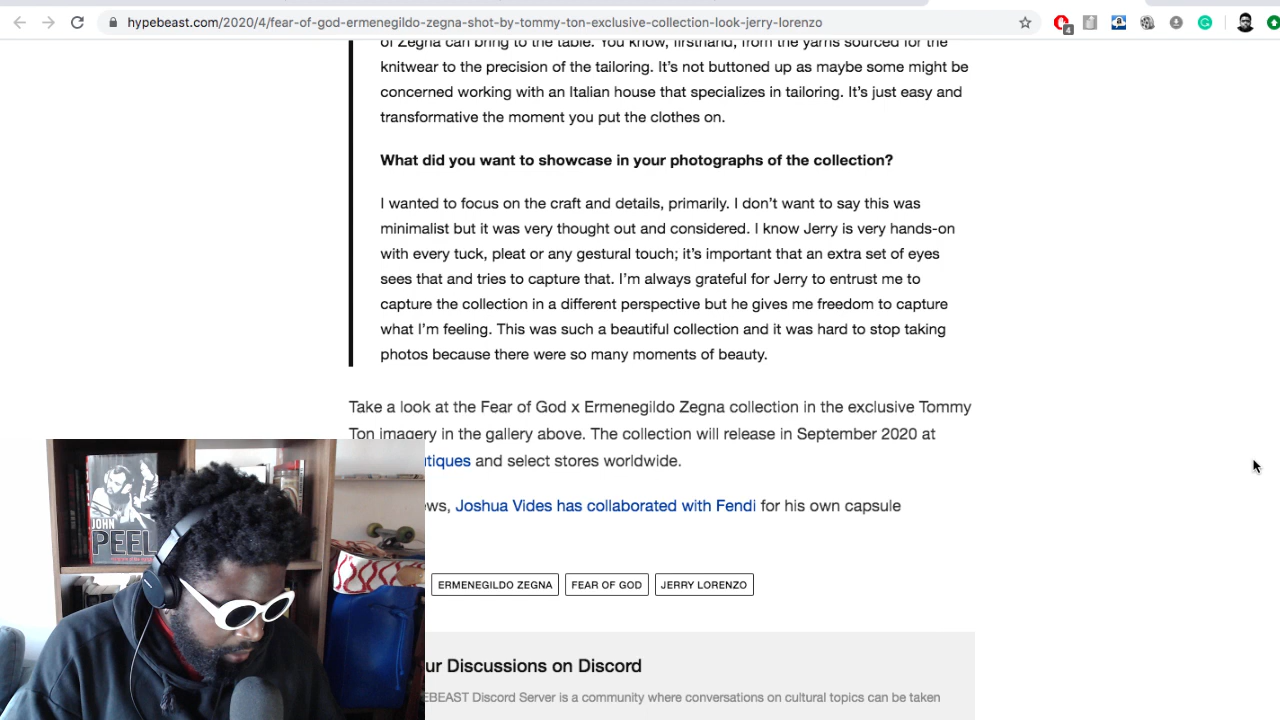 hypebeast.com/2020/4/fear-of-god-ermenegildo-zegna-shot-by-tommy-ton-exclusive-collection-look-jerry-lorenzo
4
of Zegna can bring to the table. You know, firsthand, from the yarns sourced for the
knitwear to the precision of the tailoring. It's not buttoned up as maybe some might be
concerned working with an Italian house that specializes in tailoring. It's just easy and
transformative the moment you put the clothes on.
What did you want to showcase in your photographs of the collection?
I wanted to focus on the craft and details, primarily. I don't want to say this was
minimalist but it was very thought out and considered. I know Jerry is very hands-on
with every tuck, pleat or any gestural touch; it's important that an extra set of eyes
sees that and tries to capture that. I'm always grateful for Jerry to entrust me to
capture the collection in a different perspective but he gives me freedom to capture
what I'm feeling. This was such a beautiful collection and it was hard to stop taking
photos because there were so many moments of beauty.
Take a look at the Fear of God x Ermenegildo Zegna collection in the exclusive Tommy
Ton imagery in the gallery above. The collection will release in September 2020 at
tiques and select stores worldwide.
ws, Joshua Vides has collaborated with Fendi for his own capsule
ERMENEGILDO ZEGNA FEAR OF GOD JERRY LORENZO
ur Discussions on Discord
EBEAST Discord Server is a community where conversations on cultural topics can be taken
JOHN
PEEL